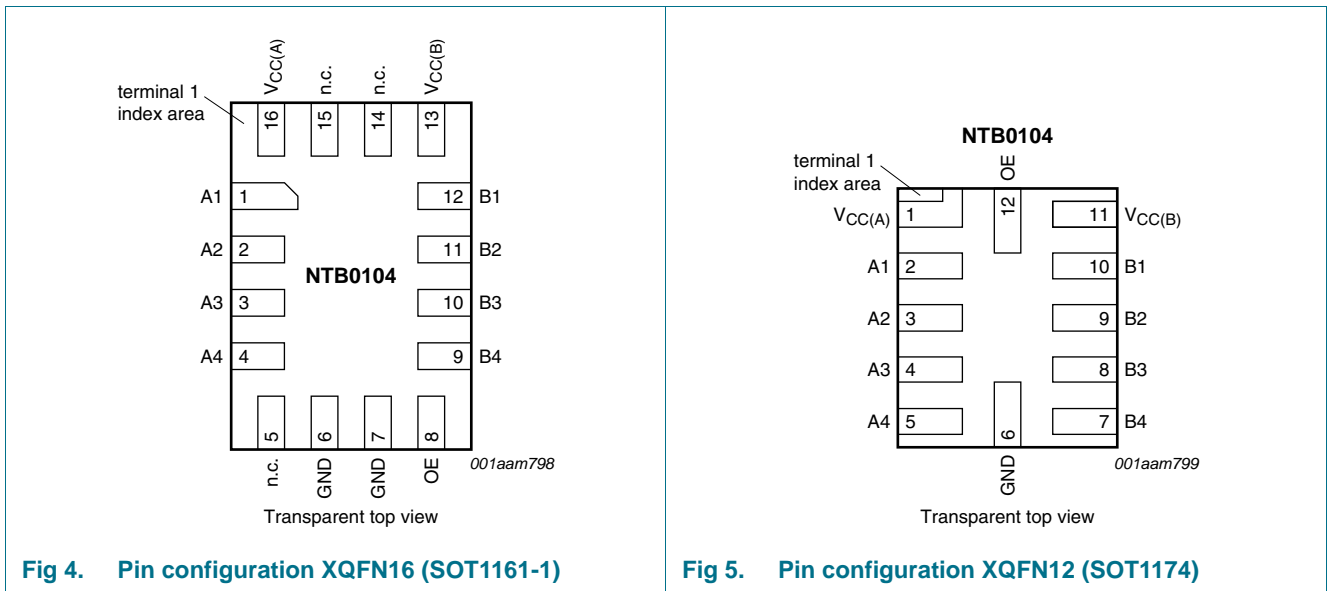 VCC(A)
n.c.
n.c.
VCC(B)
terminal 1
index area
16
15
14
13
A1 1
12 B1
A2 2
11 B2
NTB0104
A3 3
10 B3
A4 4
9 B4
5
6
7
8
n.c.
GND
GND
OE
001aam798
Transparent top view
Fig 4. Pin configuration XQFN16 (SOT1161-1)
NTB0104
terminal 1
index area
OE
VCC(A) 1
12
11 VCC(B)
A1 2
10 B1
A2 3
9 B2
A3 4
8 B3
A4 5
6
7 B4
GND
001aam799
Transparent top view
Fig 5. Pin configuration XQFN12 (SOT1174)